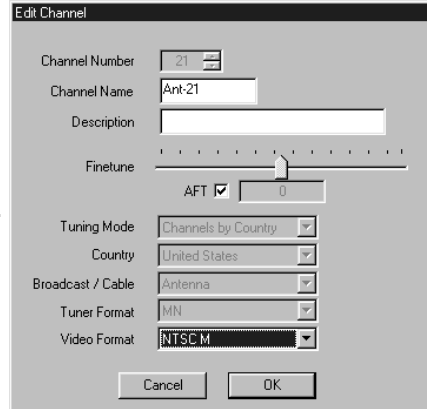 Edit Channel
Channel Number 21
Channel Name Ant-21
Description
Finetune
AFT 0
Tuning Mode Channels by Country
Country United States
Broadcast / Cable Antenna
Tuner Format MN
Video Format NTSC M
Cancel OK